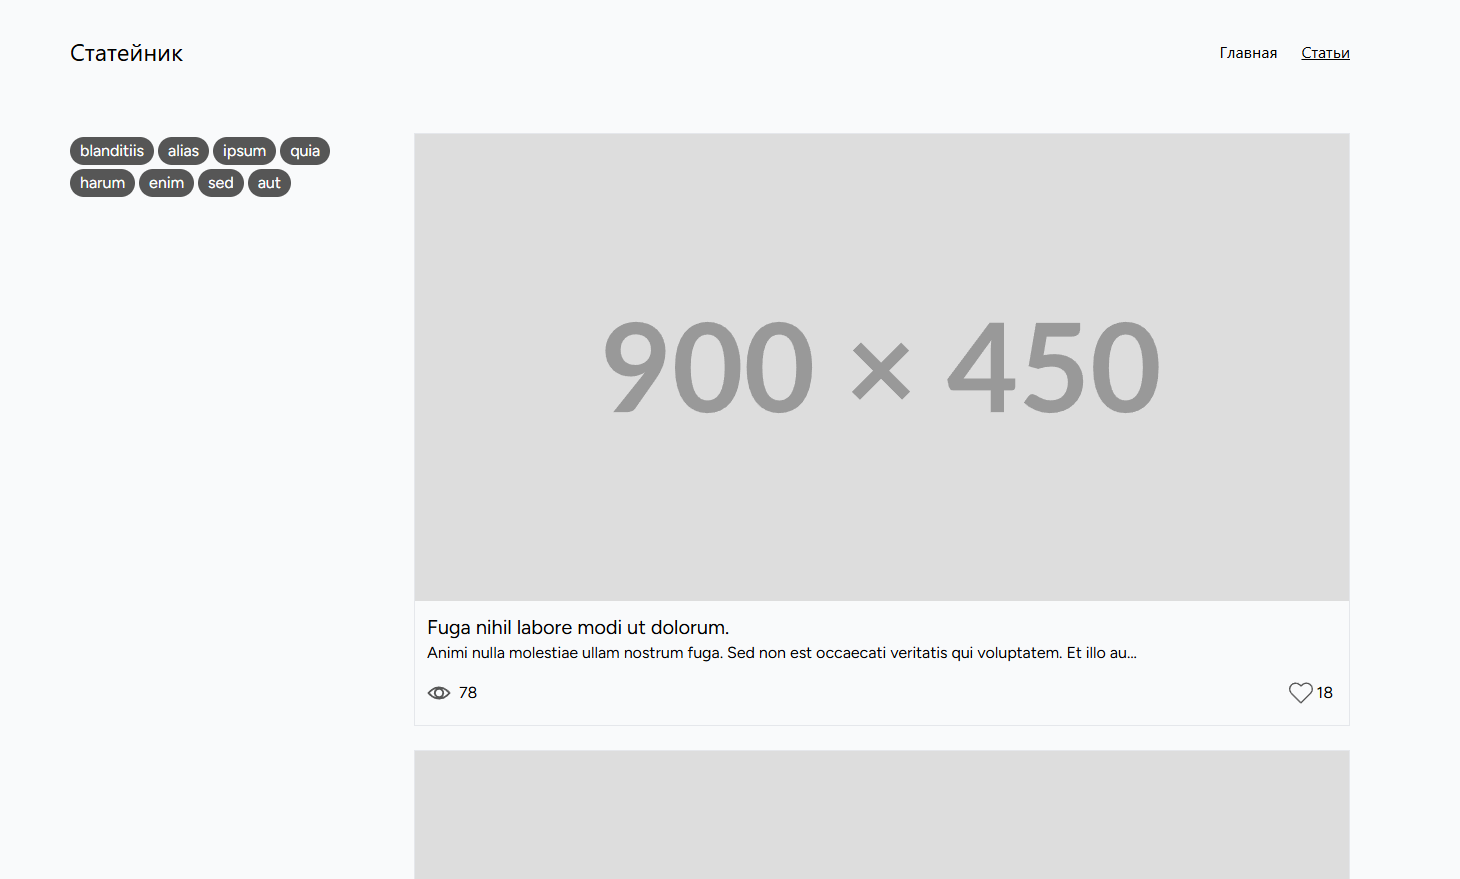 Статейник
Главная Статьи
blanditiis alias ipsum quia
harum enim sed aut
900 × 450
Fuga nihil labore modi ut dolorum.
Animi nulla molestiae ullam nostrum fuga. Sed non est occaecati veritatis qui voluptatem. Et illo au...
78
18